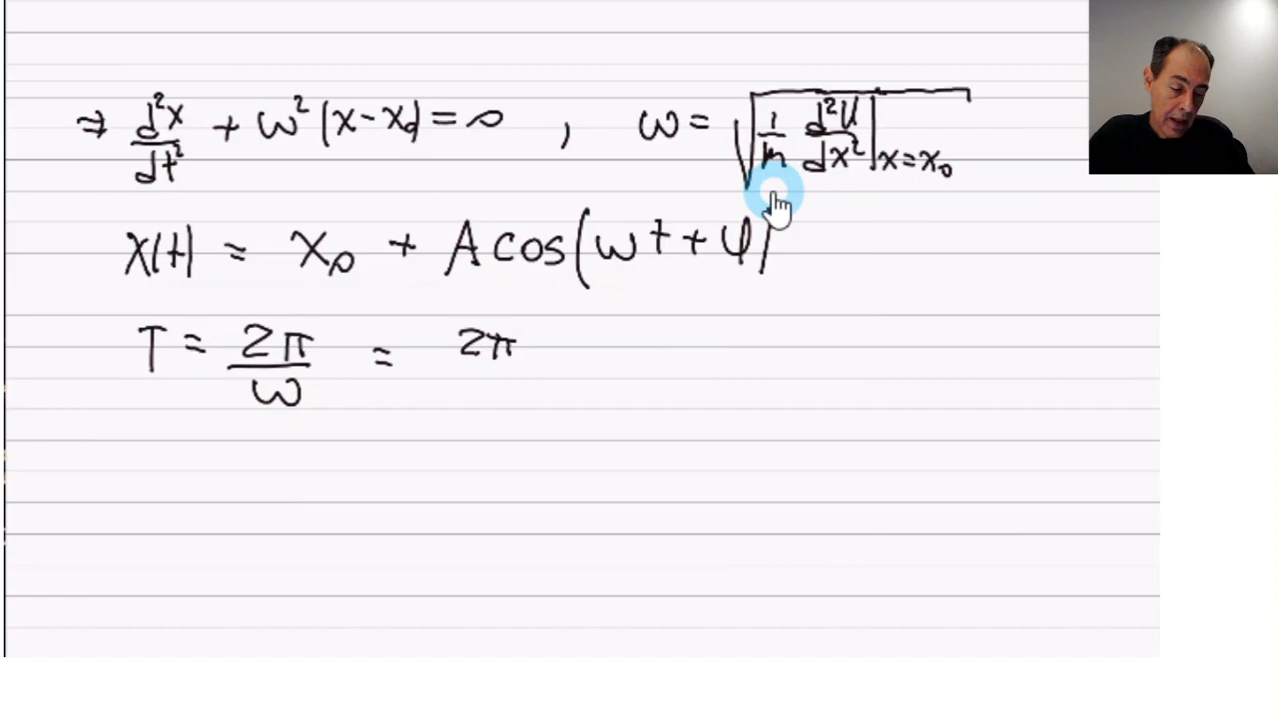 ⇒ d²x/dt² + ω² (x - x₀) = 0 , ω = √(1/m d²U/dx² |x=x₀)
x(t) = x₀ + A cos(ωt + φ)
T = 2π/ω = 2π